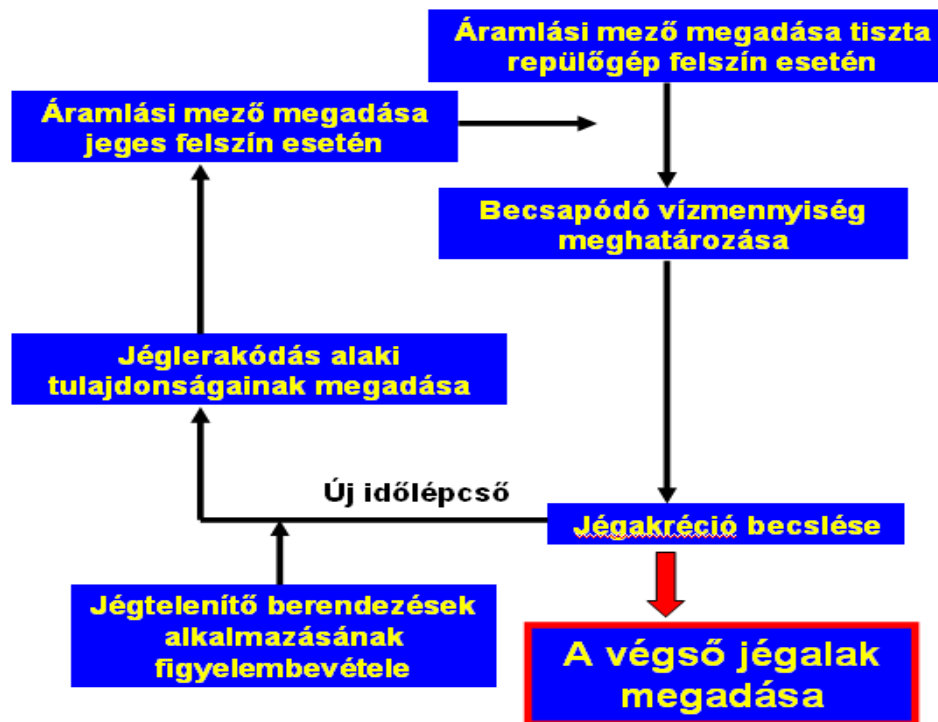 Áramlási mező megadása tiszta
repülőgép felszín esetén
Áramlási mező megadása
jeges felszín esetén
Becsapódó vízmennyiség
meghatározása
Jéglerakódás alaki
tulajdonságainak megadása
Új időlépcső
Jégakréció becslése
Jégtelenítő berendezések
alkalmazásának
figyelembevétele
A végső jégalak
megadása